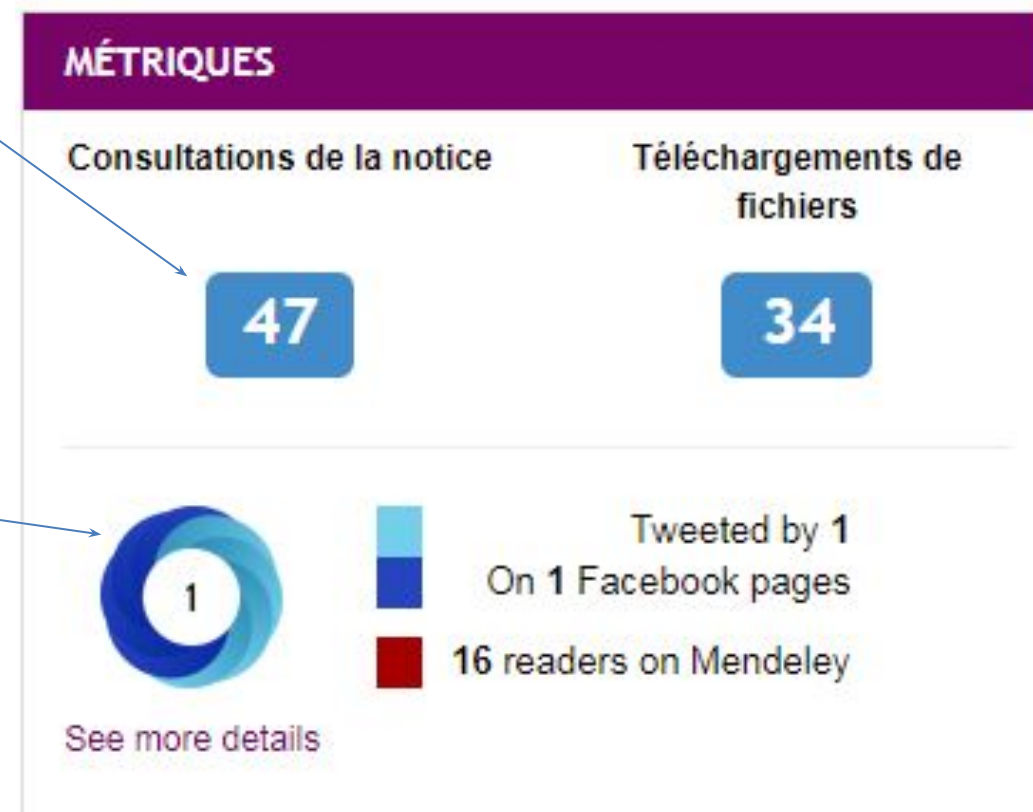 MÉTRIQUES
Consultations de la notice
Téléchargements de
fichiers
47
34
1
Tweeted by 1
On 1 Facebook pages
16 readers on Mendeley
See more details